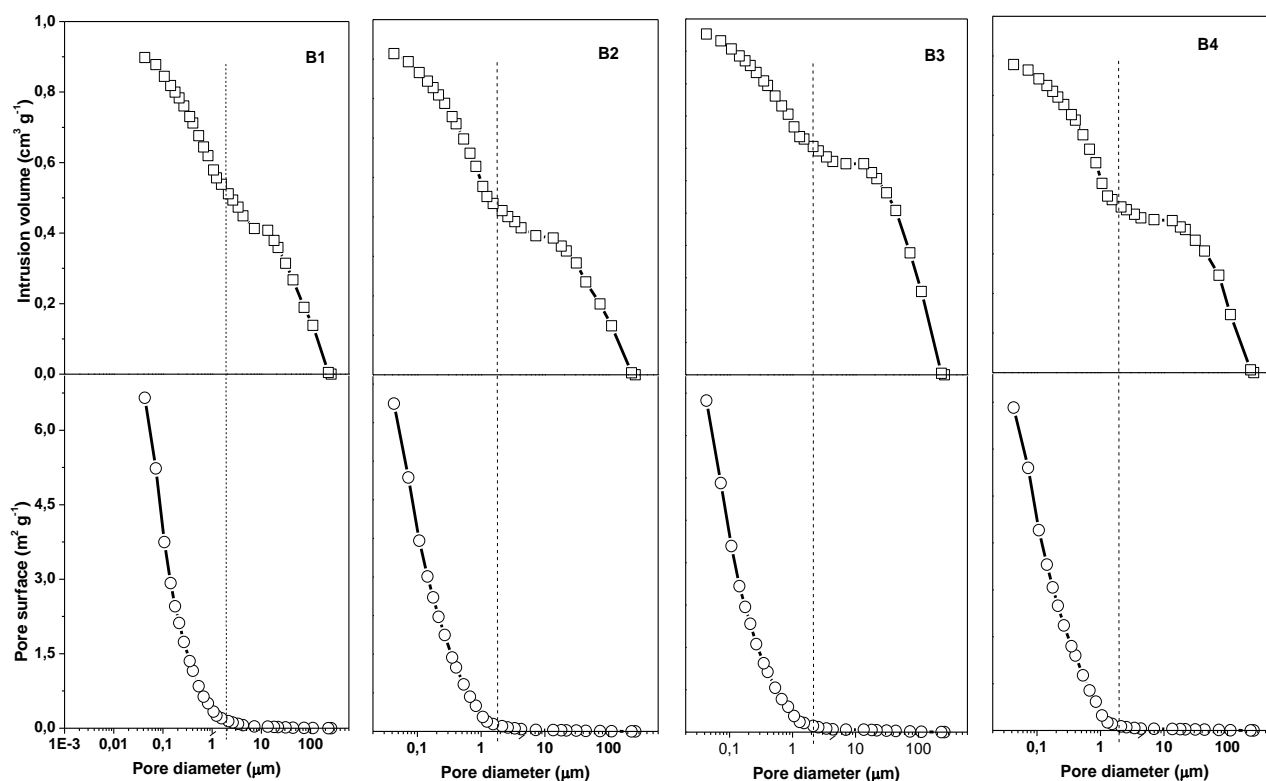 B1
B2
B3
B4
Intrusion volume (cm³ g⁻¹)
1,0
0,8
0,6
0,4
0,2
0,0
Pore surface (m² g⁻¹)
6,0
4,5
3,0
1,5
0,0
1E-3 0,01 0,1 1 10 100
0,1 1 10 100
0,1 1 10 100
0,1 1 10 100
Pore diameter (μm)
Pore diameter (μm)
Pore diameter (μm)
Pore diameter (μm)